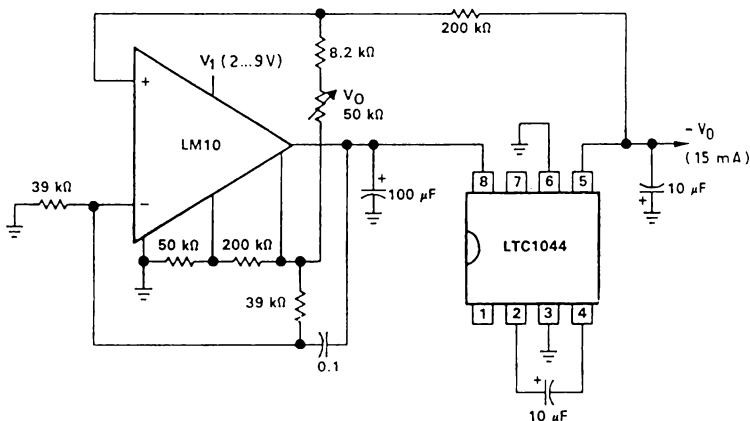 200 kΩ
8.2 kΩ
V₁ (2...9V)
+
V₀
50 kΩ
LM10
− V₀
(15 mA)
39 kΩ
−
+
100 µF
8 7 6 5
10 µF
+
50 kΩ 200 kΩ
LTC1044
39 kΩ
1 2 3 4
0.1
+
10 µF